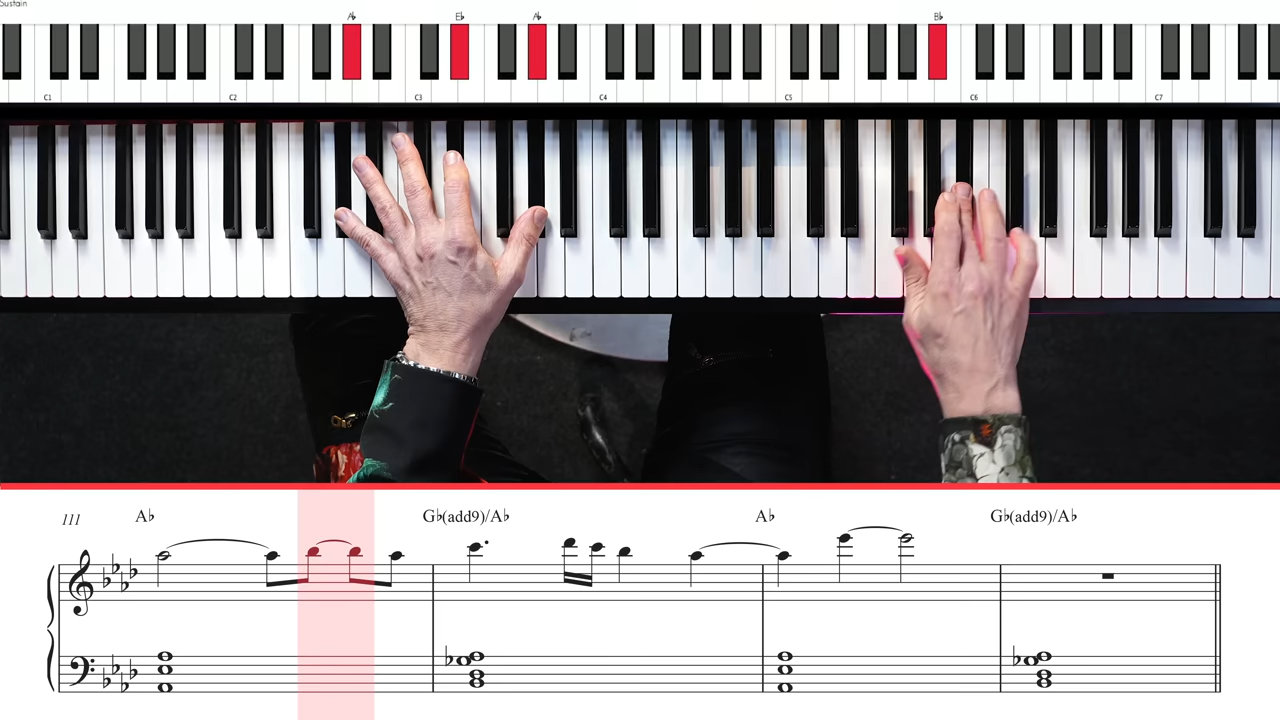 Sustain
A♭ E♭ A♭ B♭
C1 C2 C3 C4 C5 C6 C7
111 A♭ G♭(add9)/A♭ A♭ G♭(add9)/A♭